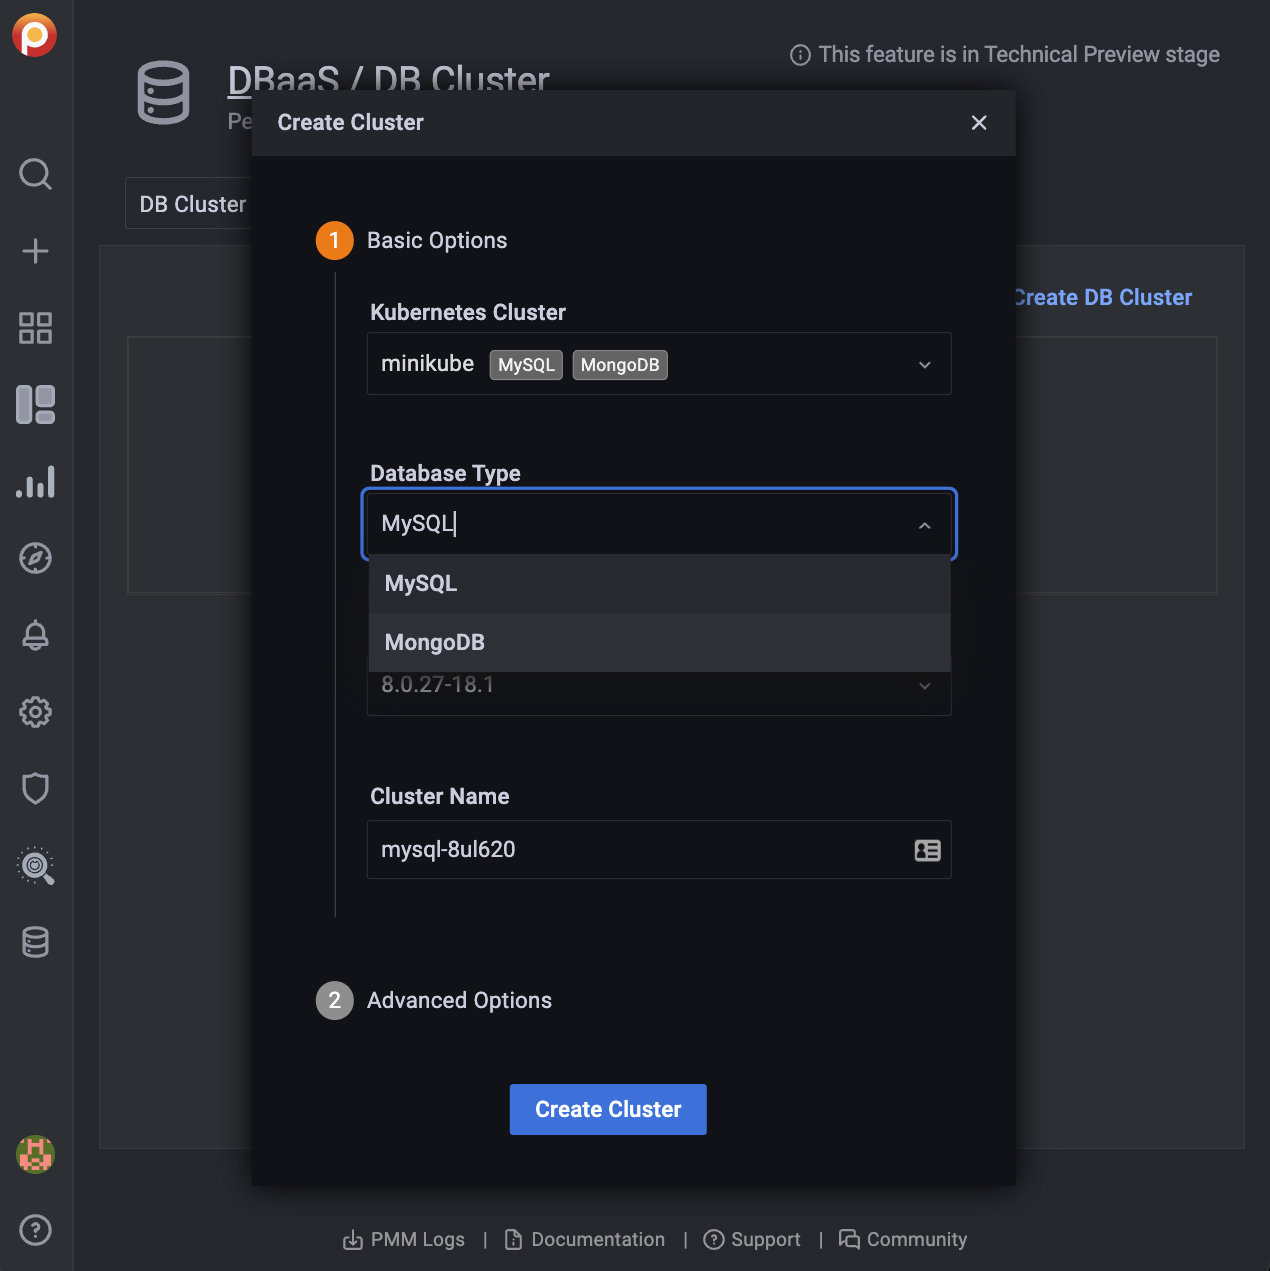 This feature is in Technical Preview stage
DBaaS / DB Cluster
Pe
Create Cluster
DB Cluster
1 Basic Options
Create DB Cluster
Kubernetes Cluster
minikube MySQL MongoDB
Database Type
MySQL
MySQL
MongoDB
8.0.27-18.1
Cluster Name
mysql-8ul620
2 Advanced Options
Create Cluster
PMM Logs | Documentation | Support | Community